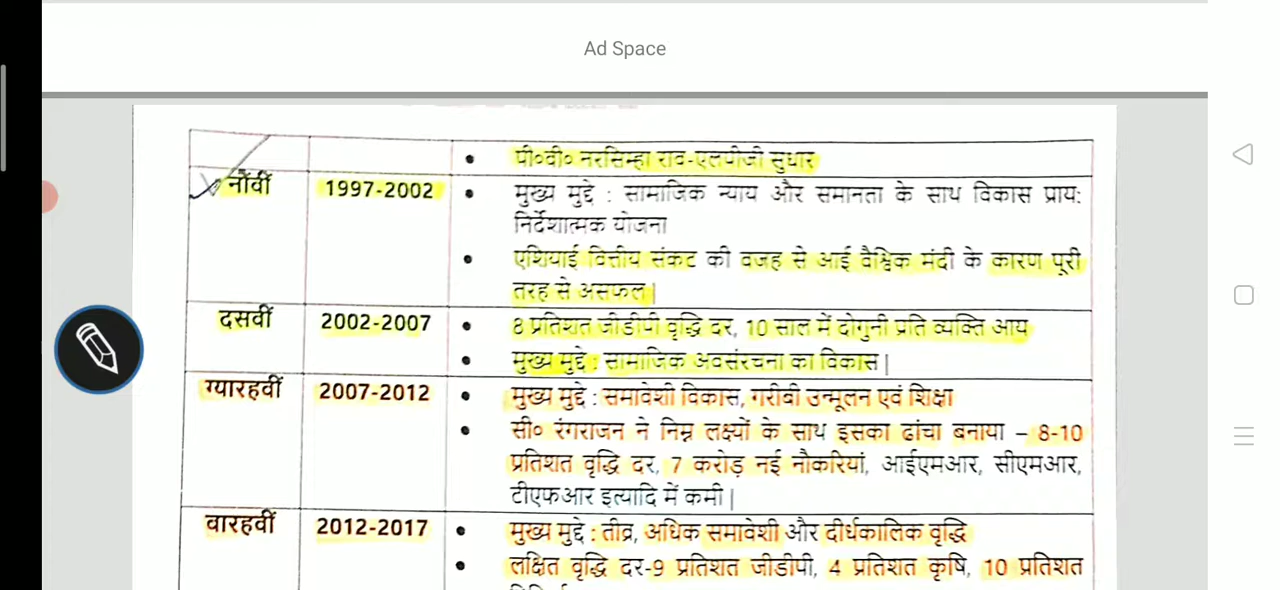 Ad Space
पी०वी० नरसिम्हा राव-एलपीजी सुधार
नौंवीं 1997-2002 मुख्य मुद्दे : सामाजिक न्याय और समानता के साथ विकास प्राय:
निर्देशात्मक योजना
एशियाई वित्तीय संकट की वजह से आई वैश्विक मंदी के कारण पूरी
तरह से असफल|
दसवीं 2002-2007 8 प्रतिशत जीडीपी वृद्धि दर, 10 साल में दोगुनी प्रति व्यक्ति आय
मुख्य मुद्दे : सामाजिक अवसंरचना का विकास|
ग्यारहवीं 2007-2012 मुख्य मुद्दे : समावेशी विकास, गरीबी उन्मूलन एवं शिक्षा
सी० रंगराजन ने निम्न लक्ष्यों के साथ इसका ढांचा बनाया – 8-10
प्रतिशत वृद्धि दर, 7 करोड़ नई नौकरियां, आईएमआर, सीएमआर,
टीएफआर इत्यादि में कमी|
वारहवीं 2012-2017 मुख्य मुद्दे : तीव्र, अधिक समावेशी और दीर्धकालिक वृद्धि
लक्षित वृद्धि दर-9 प्रतिशत जीडीपी, 4 प्रतिशत कृषि, 10 प्रतिशत